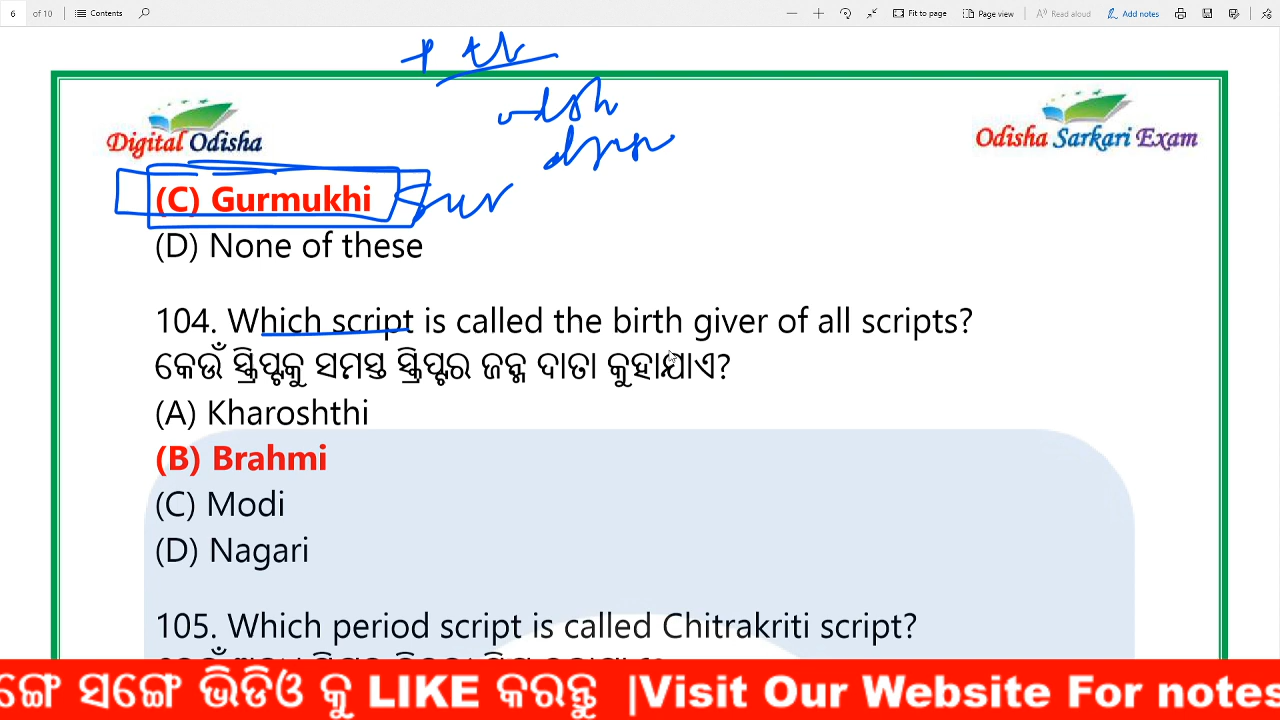 6 of 10 Contents Fit to page Page view Read aloud Add notes
Digital Odisha Odisha Sarkari Exam
(C) Gurmukhi
(D) None of these
104. Which script is called the birth giver of all scripts?
କେଉଁ ସ୍କ୍ରିପ୍ଟକୁ ସମସ୍ତ ସ୍କ୍ରିପ୍ଟର ଜନ୍ମ ଦାତା କୁହାଯାଏ?
(A) Kharoshthi
(B) Brahmi
(C) Modi
(D) Nagari
105. Which period script is called Chitrakriti script?
ସଙ୍ଗେ ଭିଡିଓ କୁ LIKE କରନ୍ତୁ |Visit Our Website For notes